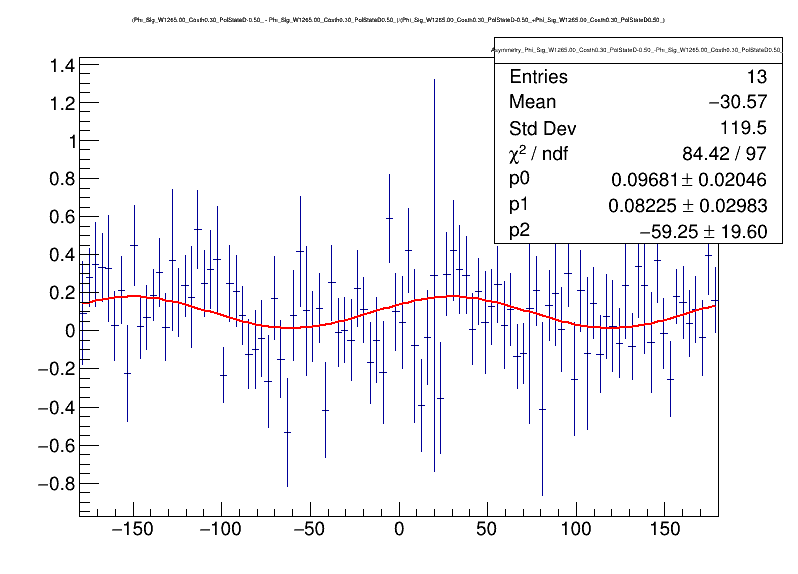 (Phi_Sig_W1265.00_Costh0.30_PolStateD-0.50_ - Phi_Sig_W1265.00_Costh0.30_PolStateD0.50_)/(Phi_Sig_W1265.00_Costh0.30_PolStateD-0.50_+Phi_Sig_W1265.00_Costh0.30_PolStateD0.50_)
Asymmetry_Phi_Sig_W1265.00_Costh0.30_PolStateD-0.50_-Phi_Sig_W1265.00_Costh0.30_PolStateD0.50_
Entries 13
Mean −30.57
Std Dev 119.5
χ² / ndf 84.42 / 97
p0 0.09681 ± 0.02046
p1 0.08225 ± 0.02983
p2 −59.25 ± 19.60
1.4
1.2
1
0.8
0.6
0.4
0.2
0
−0.2
−0.4
−0.6
−0.8
−150 −100 −50 0 50 100 150